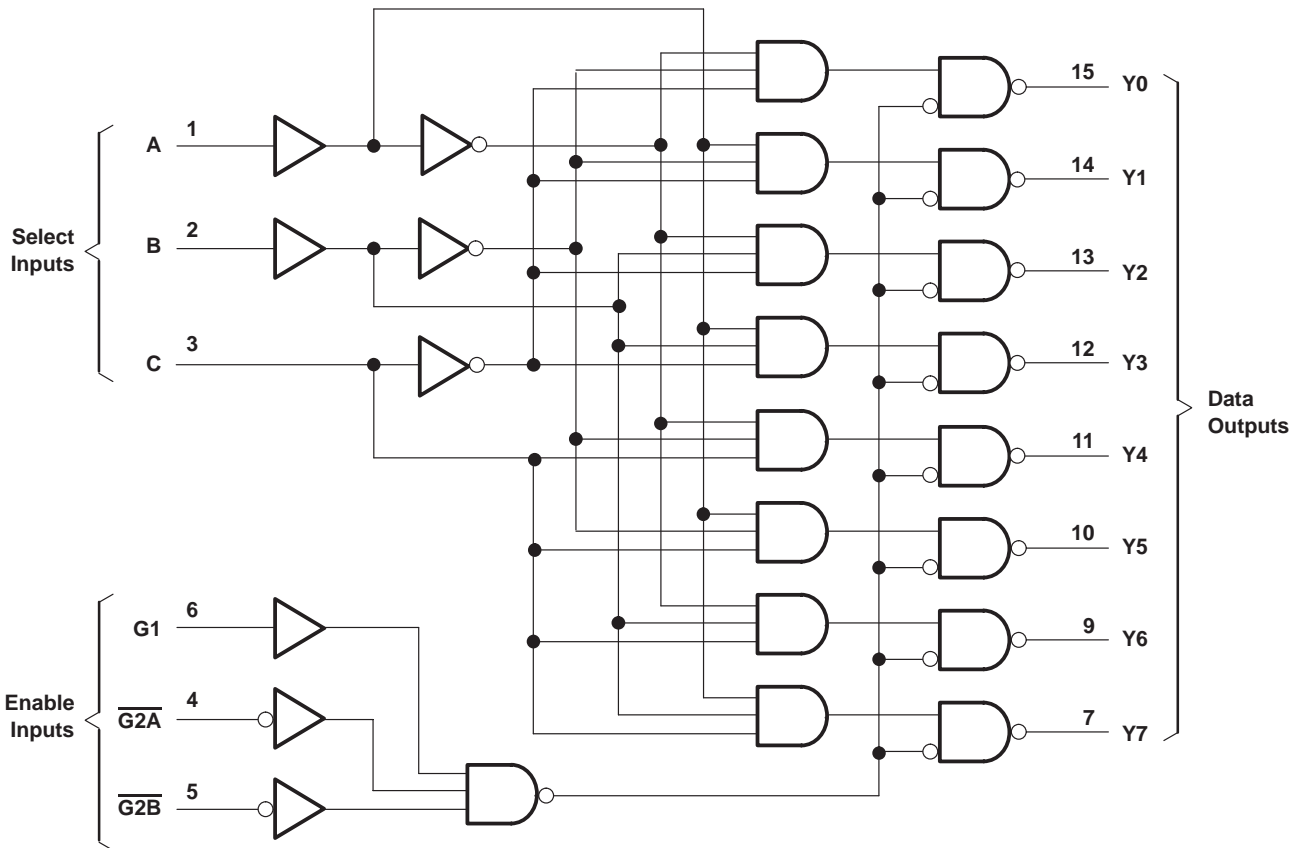 15 Y0
1
A
14 Y1
2
Select
Inputs
B
13 Y2
3
C
12 Y3
Data
Outputs
11 Y4
10 Y5
6
G1
9 Y6
Enable
Inputs
4
G2A
7 Y7
5
G2B